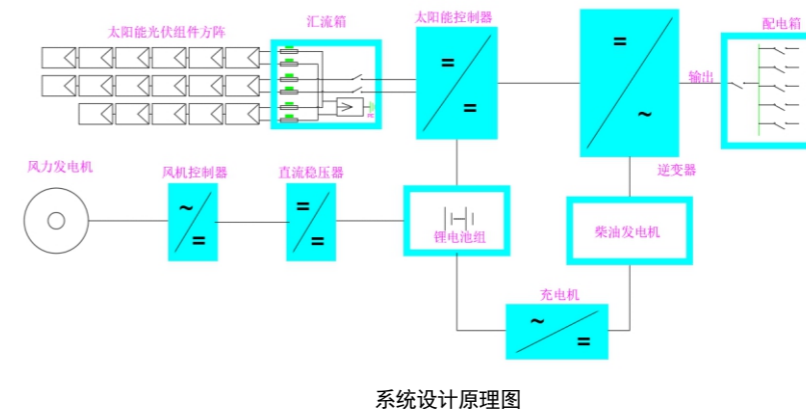 太阳能光伏组件方阵
汇流箱
太阳能控制器
配电箱
输出
逆变器
风力发电机
风机控制器
直流稳压器
锂电池组
柴油发电机
充电机
系统设计原理图